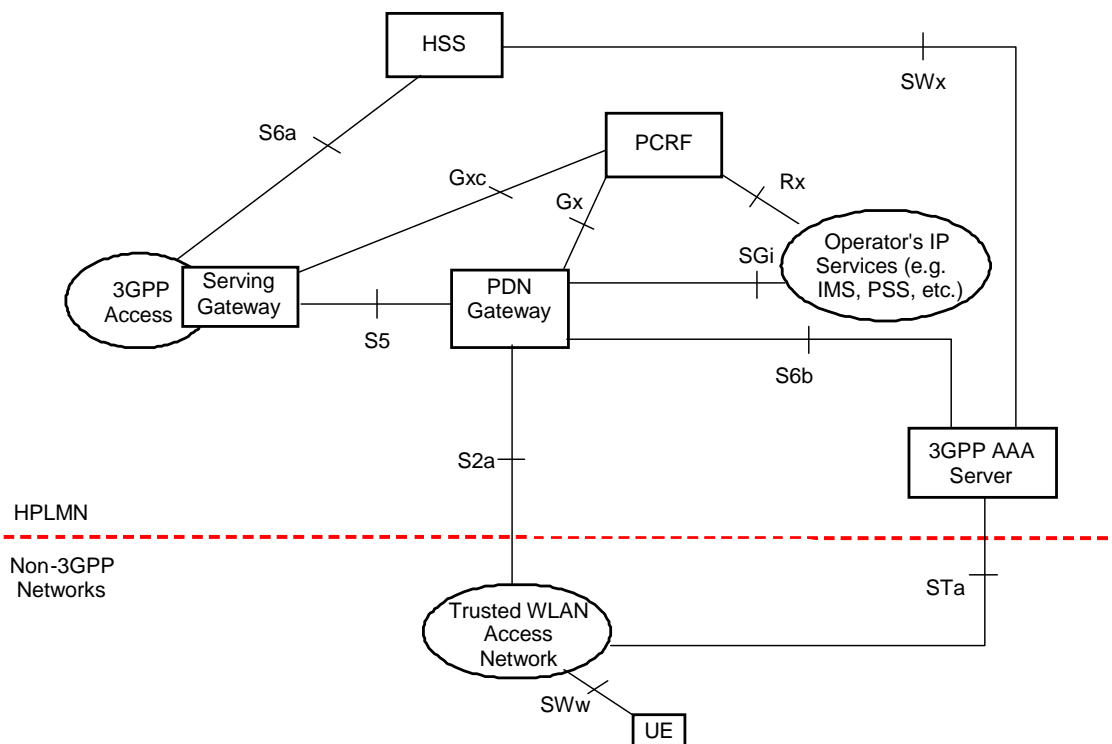 HSS
SWx
S6a
PCRF
Gxc
Rx
Gx
Operator's IP
Services (e.g.
IMS, PSS, etc.)
SGi
3GPP
Access
Serving
Gateway
PDN
Gateway
S5
S6b
S2a
3GPP AAA
Server
HPLMN
Non-3GPP
Networks
STa
Trusted WLAN
Access
Network
SWw
UE